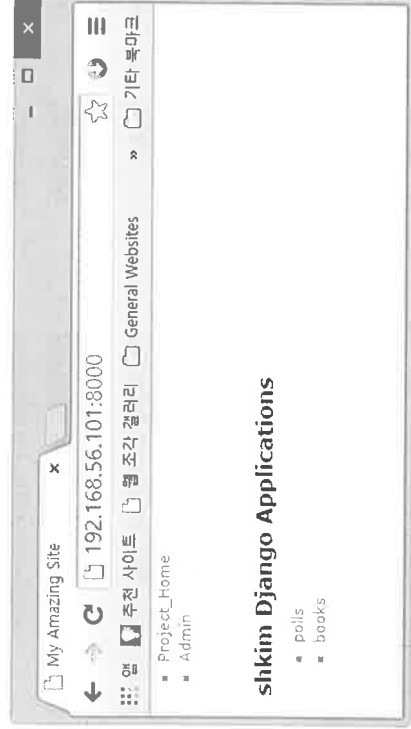 My Amazing Site
192.168.56.101:8000
앱 추천 사이트 웹 조각 갤러리 General Websites » 기타 북마크
Project_Home
Admin
shkim Django Applications
polls
books